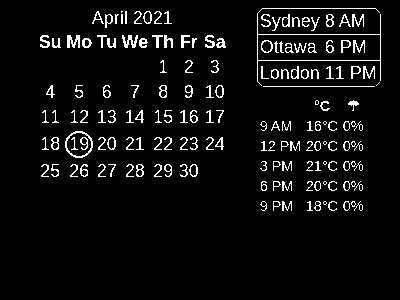 April 2021
Su Mo Tu We Th Fr Sa
1 2 3
4 5 6 7 8 9 10
11 12 13 14 15 16 17
18 19 20 21 22 23 24
25 26 27 28 29 30
Sydney 8 AM
Ottawa 6 PM
London 11 PM
°C ☂
9 AM 16°C 0%
12 PM 20°C 0%
3 PM 21°C 0%
6 PM 20°C 0%
9 PM 18°C 0%